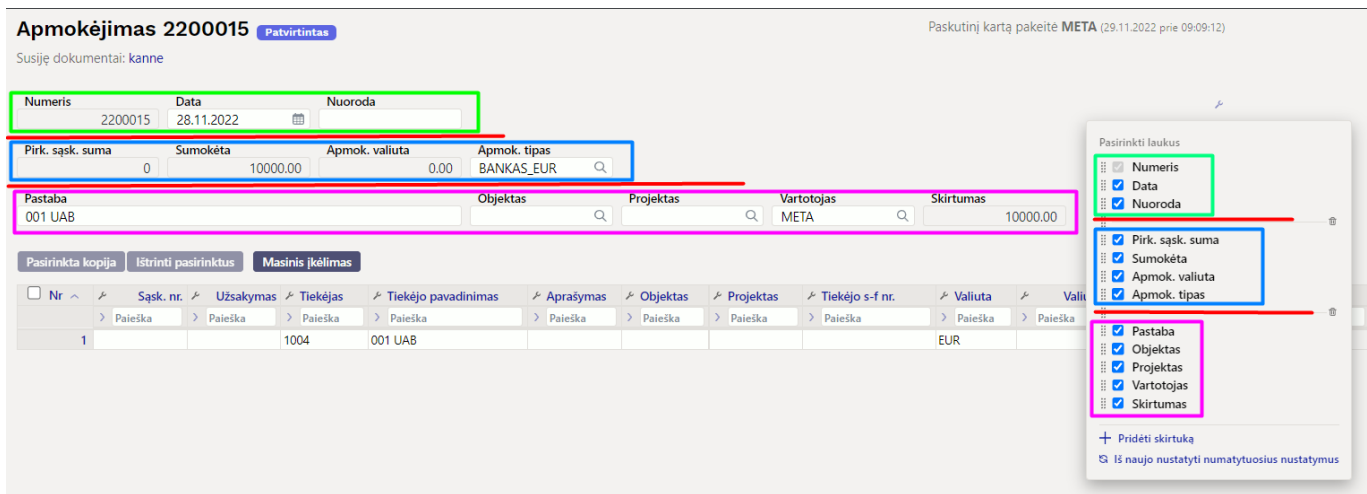 Apmokėjimas 2200015 Patvirtintas
Paskutinį kartą pakeitė META (29.11.2022 prie 09:09:12)
Susiję dokumentai: kanne
Numeris Data Nuoroda
2200015 28.11.2022
Pirk. sąsk. suma Sumokėta Apmok. valiuta Apmok. tipas
0 10000.00 0.00 BANKAS_EUR
Pastaba Objektas Projektas Vartotojas Skirtumas
001 UAB META 10000.00
Pasirinkta kopija Ištrinti pasirinktus Masinis įkėlimas
Nr Sąsk. nr. Užsakymas Tiekėjas Tiekėjo pavadinimas Aprašymas Objektas Projektas Tiekėjo s-f nr. Valiuta
Paieška Paieška Paieška Paieška Paieška Paieška Paieška Paieška Paieška Paieška
1 1004 001 UAB EUR
Pasirinkti laukus
Numeris
Data
Nuoroda
Pirk. sąsk. suma
Sumokėta
Apmok. valiuta
Apmok. tipas
Pastaba
Objektas
Projektas
Vartotojas
Skirtumas
Pridėti skirtuką
Iš naujo nustatyti numatytuosius nustatymus